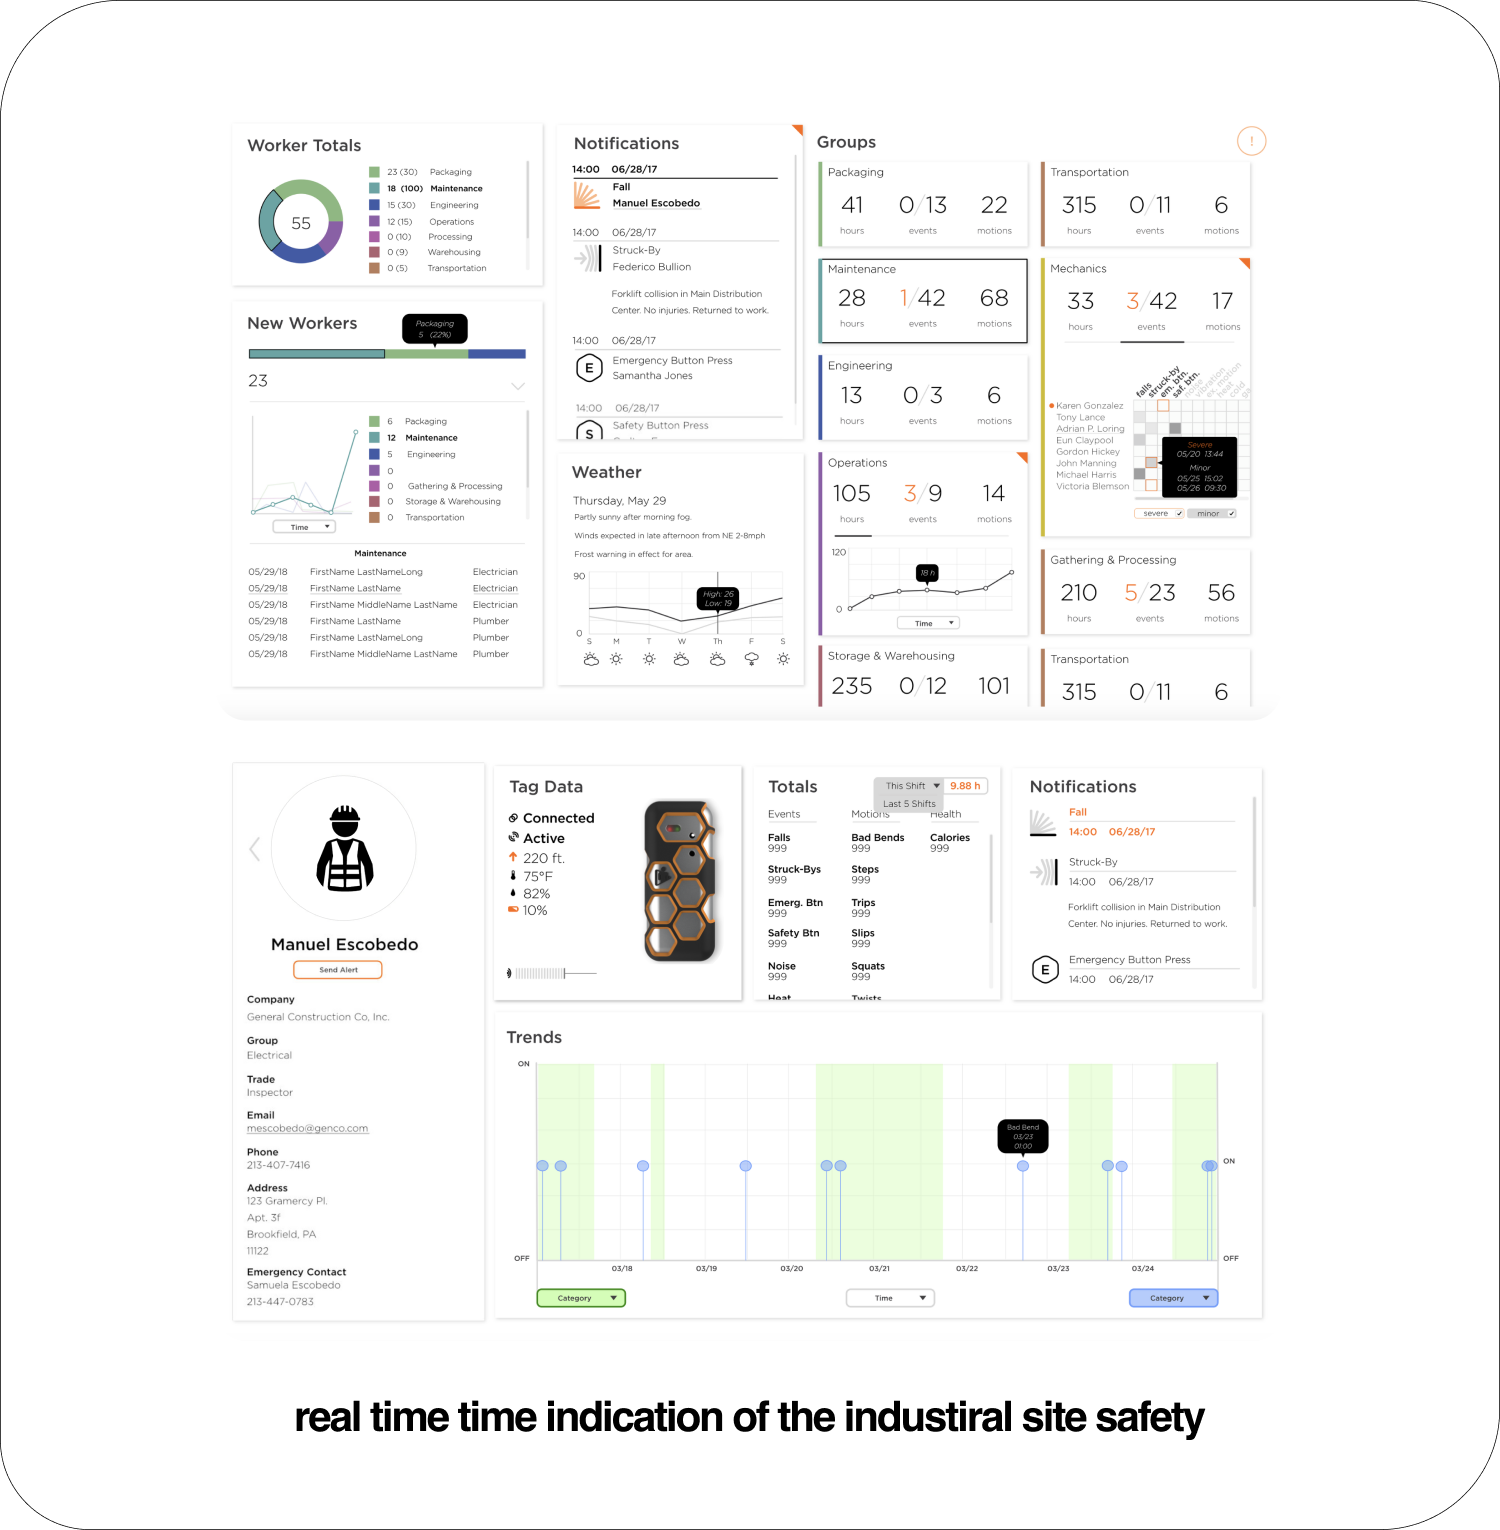 Worker Totals
55
23 (30) Packaging
18 (100) Maintenance
15 (30) Engineering
12 (15) Operations
0 (10) Processing
0 (9) Warehousing
0 (5) Transportation
New Workers
Packaging
5 (22%)
23
6 Packaging
12 Maintenance
5 Engineering
0
0 Gathering & Processing
0 Storage & Warehousing
0 Transportation
Time
Maintenance
05/29/18 FirstName LastNameLong Electrician
05/29/18 FirstName LastName Electrician
05/29/18 FirstName MiddleName LastName Electrician
05/29/18 FirstName LastName Plumber
05/29/18 FirstName LastNameLong Plumber
05/29/18 FirstName MiddleName LastName Plumber
Notifications
14:00 06/28/17
Fall
Manuel Escobedo
14:00 06/28/17
Struck-By
Federico Bullion
Forklift collision in Main Distribution
Center. No injuries. Returned to work.
14:00 06/28/17
E
Emergency Button Press
Samantha Jones
14:00 06/28/17
S
Safety Button Press
Weather
Thursday, May 29
Partly sunny after morning fog.
Winds expected in late afternoon from NE 2-8mph
Frost warning in effect for area.
90
High: 26
Low: 19
0
S M T W Th F S
Groups
!
Packaging
41 0/13 22
hours events motions
Maintenance
28 1/42 68
hours events motions
Engineering
13 0/3 6
hours events motions
Operations
105 3/9 14
hours events motions
120
18 h
0
Time
Storage & Warehousing
235 0/12 101
Transportation
315 0/11 6
hours events motions
Mechanics
33 3/42 17
hours events motions
falls struck-by em. btn. saf. btn. noise vibration ex. motion heat cold
Karen Gonzalez
Tony Lance
Adrian P. Loring
Eun Claypool
Gordon Hickey
John Manning
Michael Harris
Victoria Blemson
Severe
05/20 13:44
Minor
05/25 15:02
05/26 09:30
severe minor
Gathering & Processing
210 5/23 56
hours events motions
Transportation
315 0/11 6
Manuel Escobedo
Send Alert
Company
General Construction Co, Inc.
Group
Electrical
Trade
Inspector
Email
mescobedo@genco.com
Phone
213-407-7416
Address
123 Gramercy Pl.
Apt. 3f
Brookfield, PA
11122
Emergency Contact
Samuela Escobedo
213-447-0783
Tag Data
Connected
Active
220 ft.
75°F
82%
10%
Totals
This Shift 9.88 h
Last 5 Shifts
Events Motions Health
Falls Bad Bends Calories
999 999 999
Struck-Bys Steps
999 999
Emerg. Btn Trips
999 999
Safety Btn Slips
999 999
Noise Squats
999 999
Heat Twists
Notifications
Fall
14:00 06/28/17
Struck-By
14:00 06/28/17
Forklift collision in Main Distribution
Center. No injuries. Returned to work.
E
Emergency Button Press
14:00 06/28/17
Trends
ON
Bad Bend
03/23
01:00
ON
OFF
OFF
03/18 03/19 03/20 03/21 03/22 03/23 03/24
Category Time Category
real time time indication of the industiral site safety